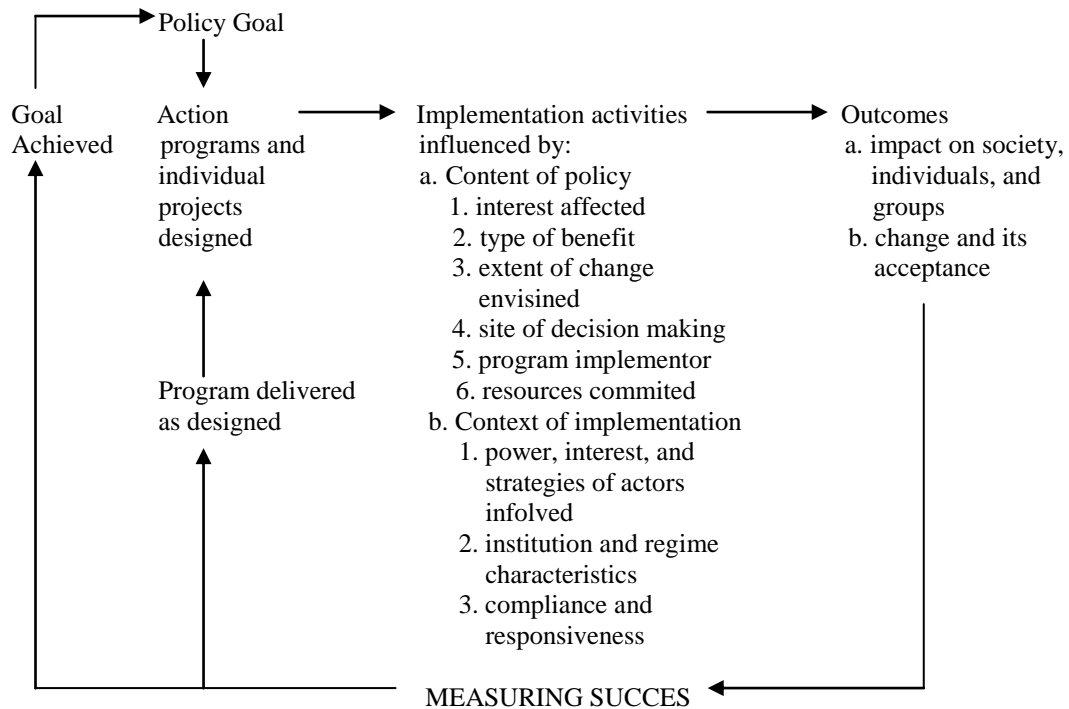 Policy Goal
Goal
Achieved
Action
programs and
individual
projects
designed
Program delivered
as designed
Implementation activities
influenced by:
a. Content of policy
1. interest affected
2. type of benefit
3. extent of change
envisined
4. site of decision making
5. program implementor
6. resources commited
b. Context of implementation
1. power, interest, and
strategies of actors
infolved
2. institution and regime
characteristics
3. compliance and
responsiveness
Outcomes
a. impact on society,
individuals, and
groups
b. change and its
acceptance
MEASURING SUCCES